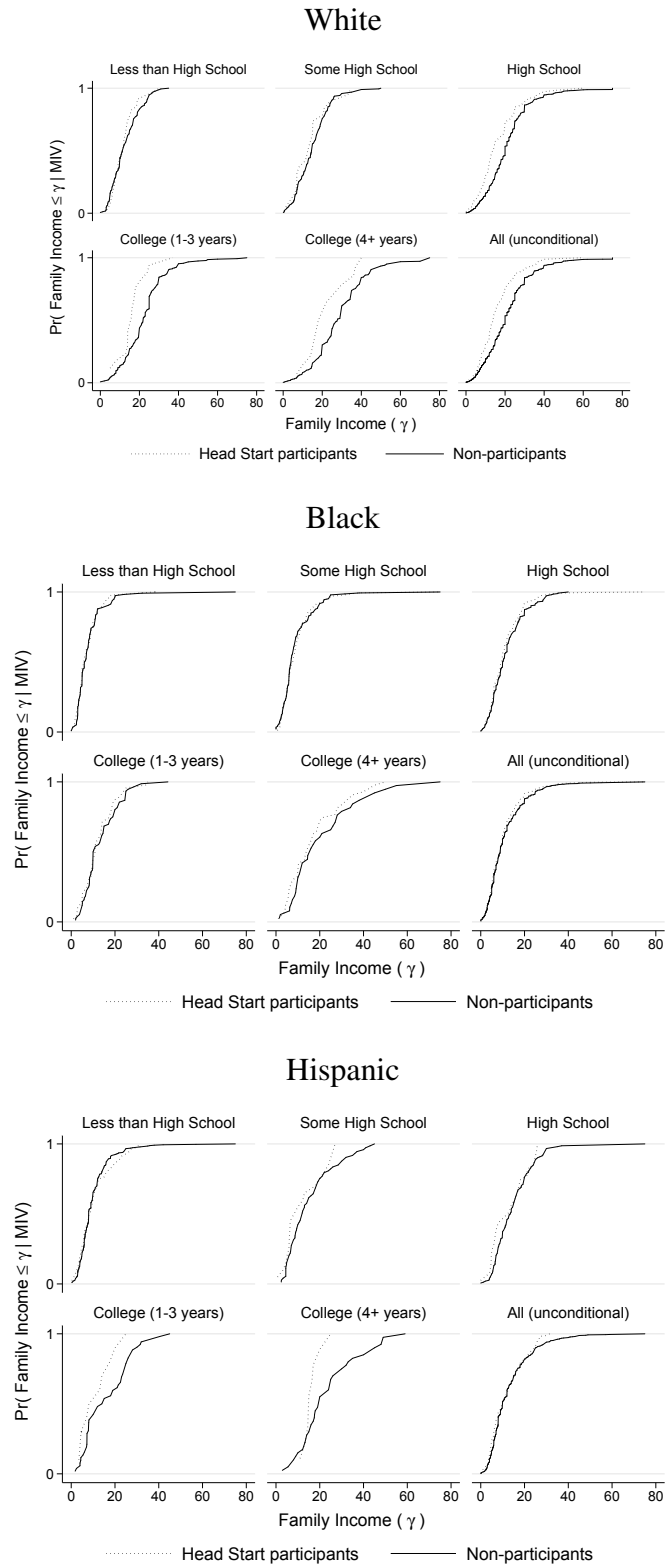 White
Less than High School Some High School High School
1
0
College (1-3 years) College (4+ years) All (unconditional)
1
0
Pr( Family Income ≤ γ | MIV)
0 20 40 60 80 0 20 40 60 80 0 20 40 60 80
Family Income ( γ )
Head Start participants Non-participants
Black
Less than High School Some High School High School
1
0
College (1-3 years) College (4+ years) All (unconditional)
1
0
Pr( Family Income ≤ γ | MIV)
0 20 40 60 80 0 20 40 60 80 0 20 40 60 80
Family Income ( γ )
Head Start participants Non-participants
Hispanic
Less than High School Some High School High School
1
0
College (1-3 years) College (4+ years) All (unconditional)
1
0
Pr( Family Income ≤ γ | MIV)
0 20 40 60 80 0 20 40 60 80 0 20 40 60 80
Family Income ( γ )
Head Start participants Non-participants